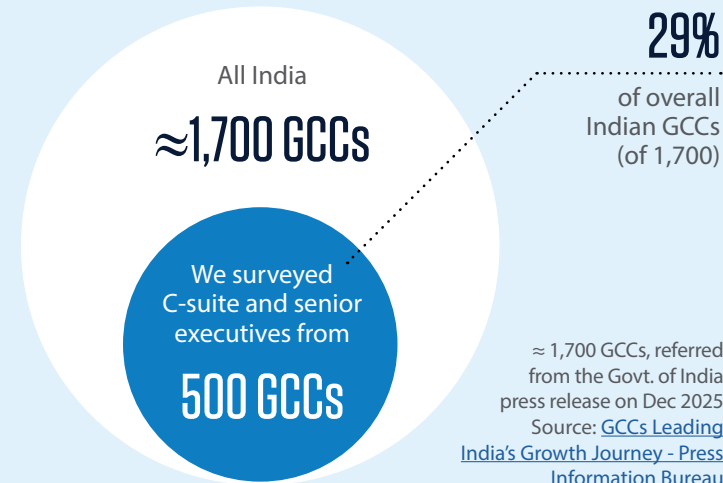 All India
≈1,700 GCCs
We surveyed
C-suite and senior
executives from
500 GCCs
29%
of overall
Indian GCCs
(of 1,700)
≈ 1,700 GCCs, referred
from the Govt. of India
press release on Dec 2025
Source: GCCs Leading
India's Growth Journey - Press
Information Bureau